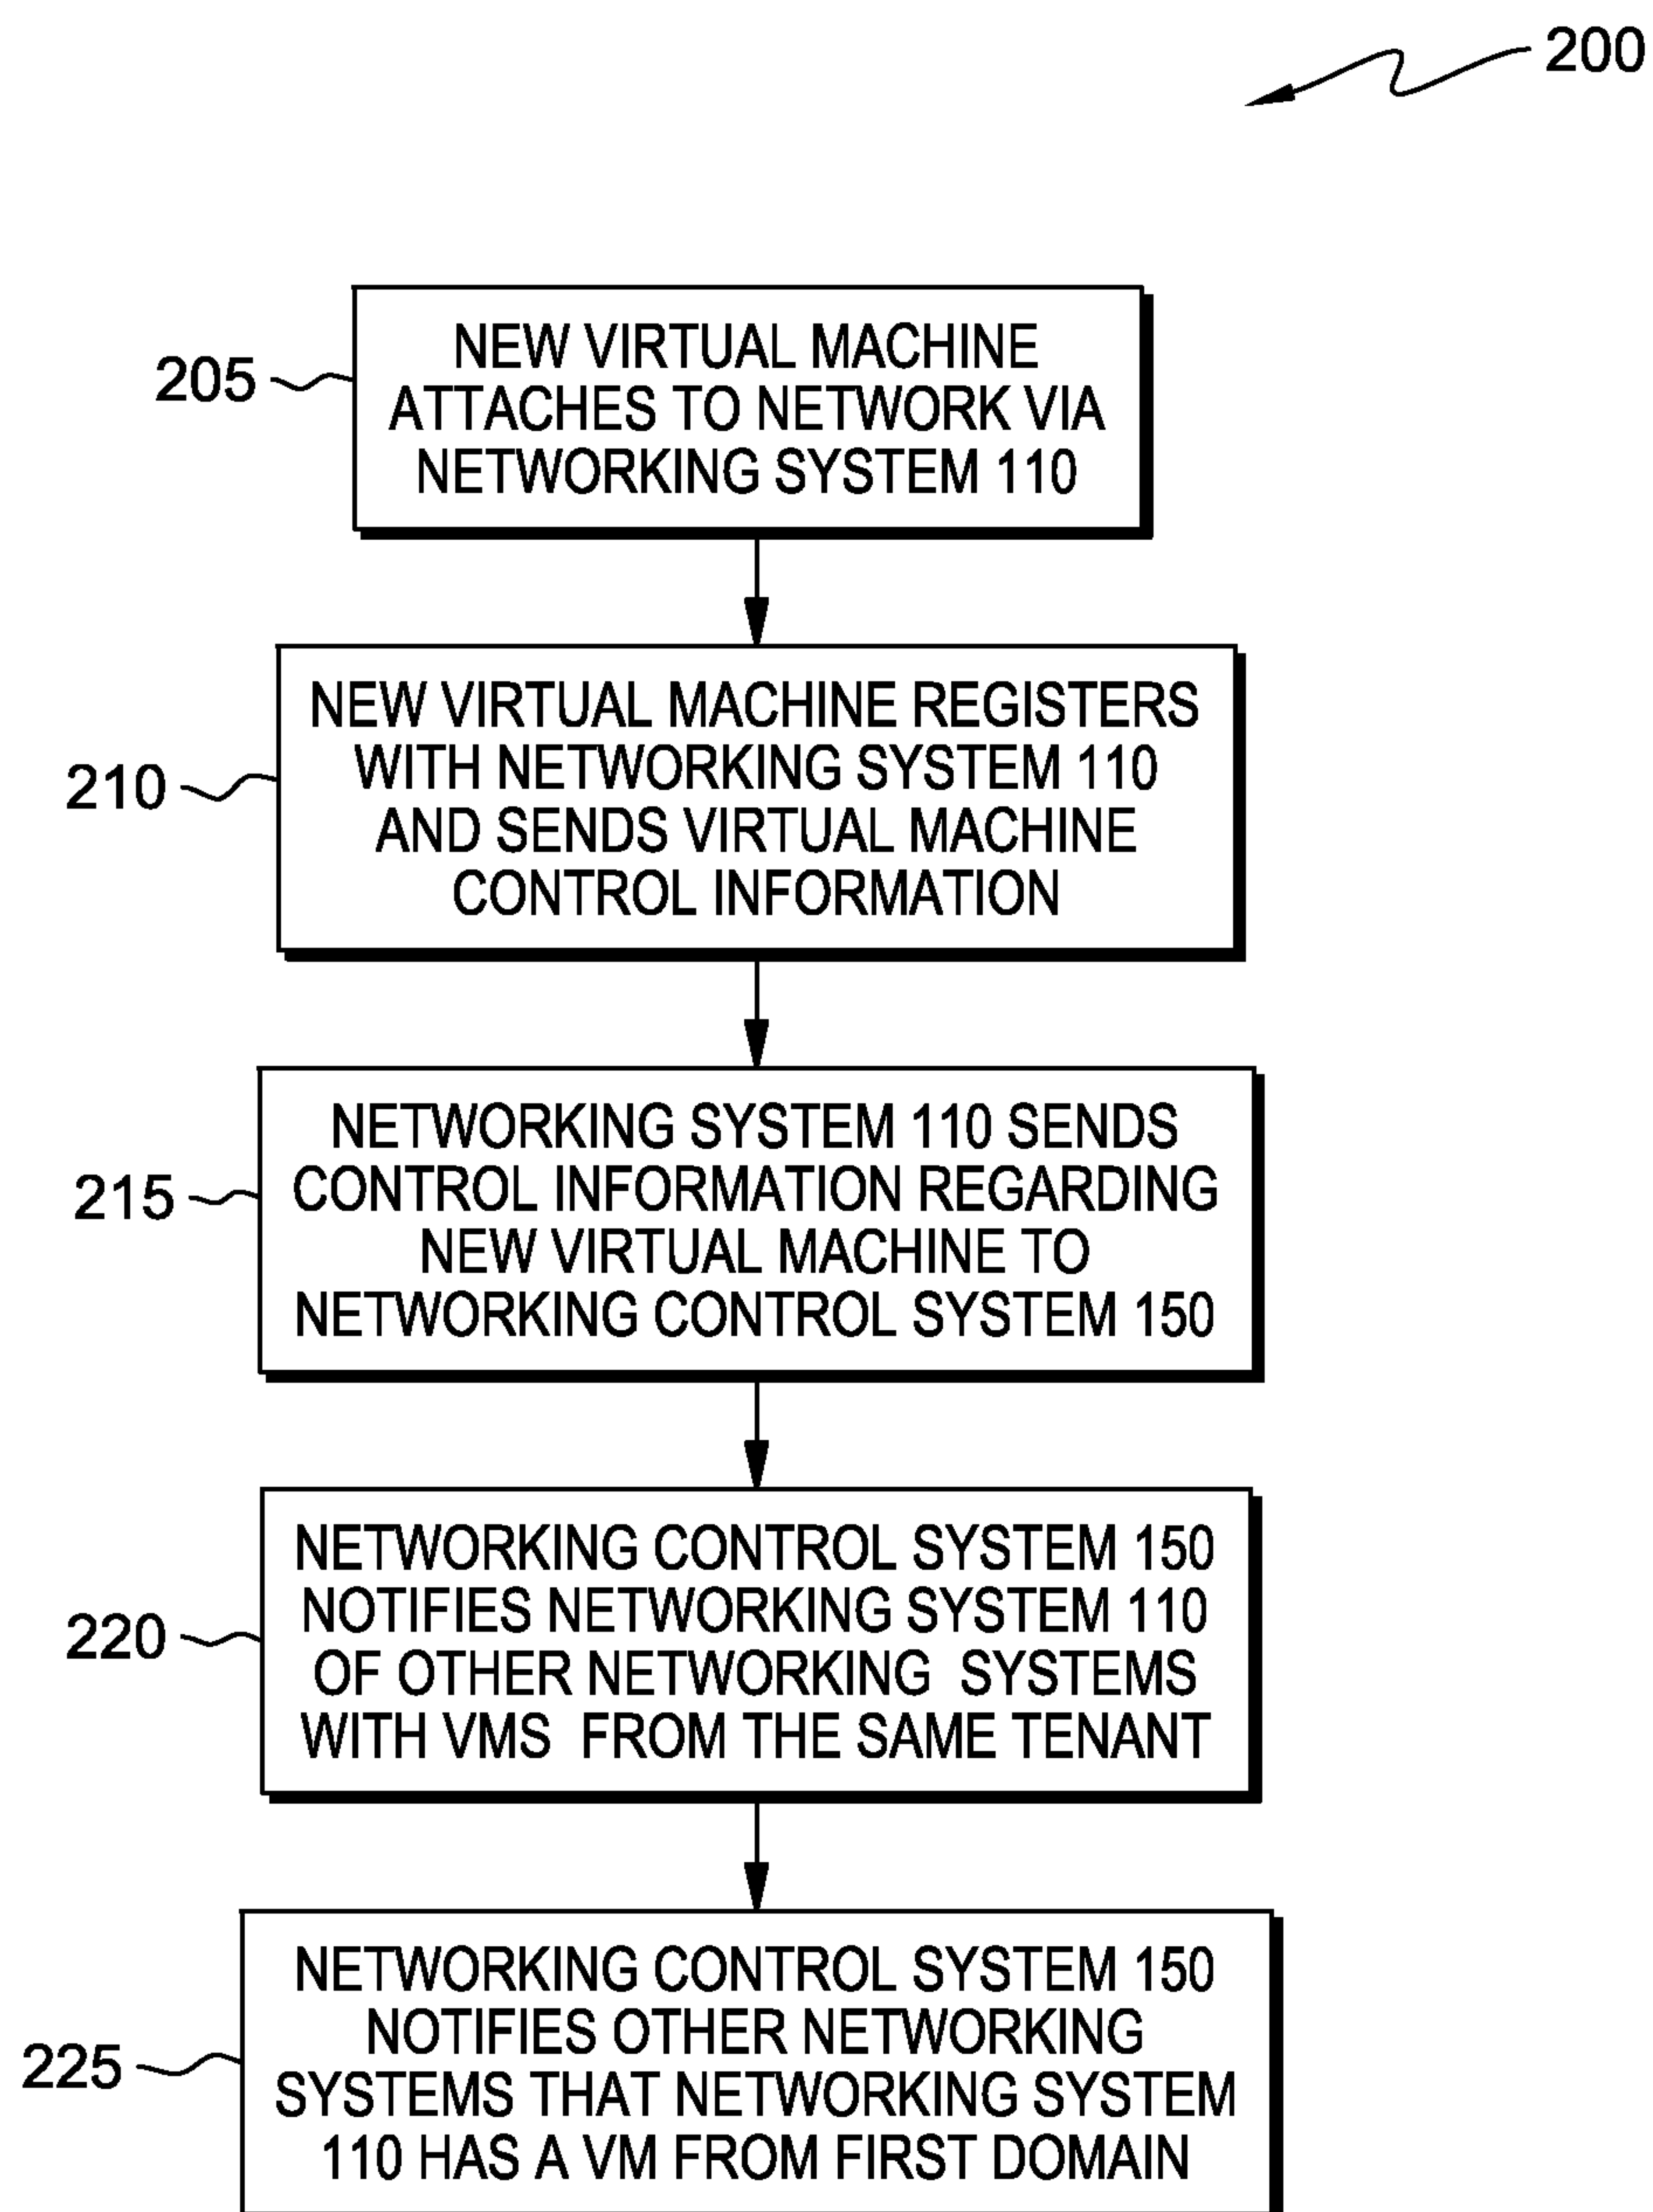 200
205
NEW VIRTUAL MACHINE
ATTACHES TO NETWORK VIA
NETWORKING SYSTEM 110
210
NEW VIRTUAL MACHINE REGISTERS
WITH NETWORKING SYSTEM 110
AND SENDS VIRTUAL MACHINE
CONTROL INFORMATION
215
NETWORKING SYSTEM 110 SENDS
CONTROL INFORMATION REGARDING
NEW VIRTUAL MACHINE TO
NETWORKING CONTROL SYSTEM 150
220
NETWORKING CONTROL SYSTEM 150
NOTIFIES NETWORKING SYSTEM 110
OF OTHER NETWORKING SYSTEMS
WITH VMS FROM THE SAME TENANT
225
NETWORKING CONTROL SYSTEM 150
NOTIFIES OTHER NETWORKING
SYSTEMS THAT NETWORKING SYSTEM
110 HAS A VM FROM FIRST DOMAIN